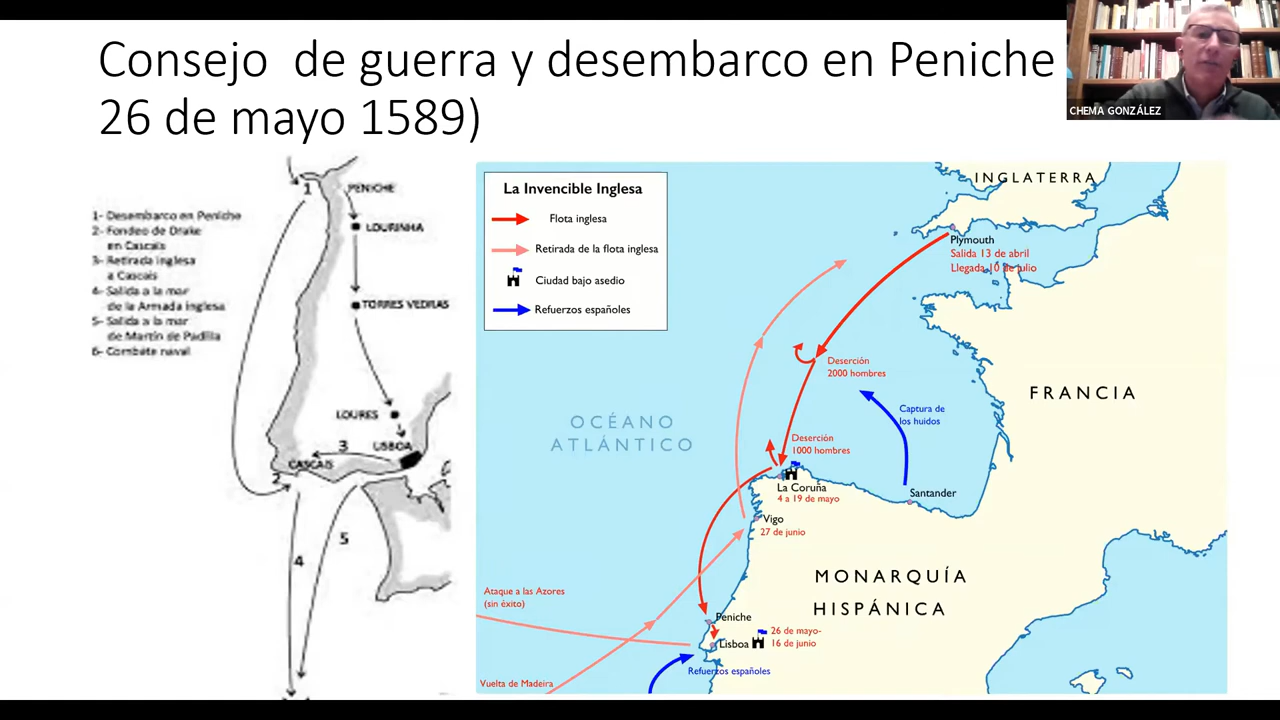 Consejo  de guerra y desembarco en Peniche
26 de mayo 1589)
CHEMA GONZÁLEZ
1- Desembarco en Peniche
2- Fondeo de Drake
en Cascais
3- Retirada inglesa
a Cascais
4- Salida a la mar
de la Armada inglesa
5- Salida a la mar
de Martín de Padilla
6- Combate naval
1
PENICHE
LOURINHA
TORRES VEDRAS
LOURES
LISBOA
3
CASCAIS
2
5
4
La Invencible Inglesa
Flota inglesa
Retirada de la flota inglesa
Ciudad bajo asedio
Refuerzos españoles
INGLATERRA
Plymouth
Salida 13 de abril
Llegada 10 de julio
Deserción
2000 hombres
FRANCIA
OCÉANO
ATLÁNTICO
Captura de
los huidos
Deserción
1000 hombres
La Coruña
4 a 19 de mayo
Santander
Vigo
27 de junio
MONARQUÍA
HISPÁNICA
Ataque a las Azores
(sin éxito)
Peniche
Lisboa
26 de mayo-
16 de junio
Refuerzos españoles
Vuelta de Madeira